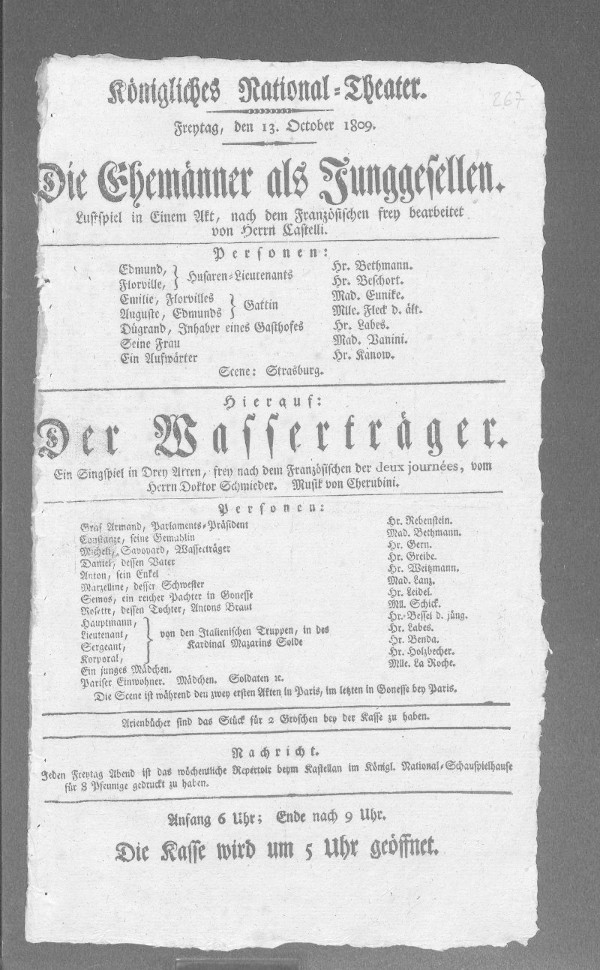 267
Königliches National-Theater.
Freytag, den 13. October 1809.
Die Ehemänner als Junggesellen.
Lustspiel in Einem Akt, nach dem Französischen frey bearbeitet
von Herrn Castelli.
Personen:
Edmund, } Husaren-Lieutenants Hr. Bethmann.
Florville, Hr. Beschort.
Emilie, Florvilles } Gattin Mad. Eunike.
Auguste, Edmunds Mlle. Fleck d. ält.
Dügrand, Inhaber eines Gasthofes Hr. Labes.
Seine Frau Mad. Vanini.
Ein Aufwärter Hr. Kanow.
Scene: Strasburg.
Hierauf:
Der Wasserträger.
Ein Singspiel in Drey Akten, frey nach dem Französischen der deux journées, vom
Herrn Doktor Schmieder. Musik von Cherubini.
Personen:
Graf Armand, Parlaments-Präsident Hr. Rebenstein.
Constanze, seine Gemahlin Mad. Bethmann.
Micheli, Savoyard, Wasserträger Hr. Gern.
Daniel, dessen Vater Hr. Greibe.
Anton, sein Enkel Hr. Weitzmann.
Marzelline, dessen Schwester Mad. Lanz.
Semos, ein reicher Pachter in Gonesse Hr. Leidel.
Rosette, dessen Tochter, Antons Braut Mll. Schick.
Hauptmann, Hr. Bessel d. jüng.
Lieutenant, } von den Italienischen Truppen, in des Hr. Labes.
Sergeant, Kardinal Mazarins Solde Hr. Benda.
Korporal, Hr. Holzbecher.
Ein junges Mädchen. Mlle. La Roche.
Pariser Einwohner. Mädchen. Soldaten ꝛc.
Die Scene ist während den zwey ersten Akten in Paris, im letzten in Gonesse bey Paris.
Arienbücher sind das Stück für 2 Groschen bey der Kasse zu haben.
Nachricht.
Jeden Freytag Abend ist das wöchentliche Repertoir beym Kastellan im Königl. National-Schauspielhause
für 8 Pfennige gedruckt zu haben.
Anfang 6 Uhr; Ende nach 9 Uhr.
Die Kasse wird um 5 Uhr geöffnet.